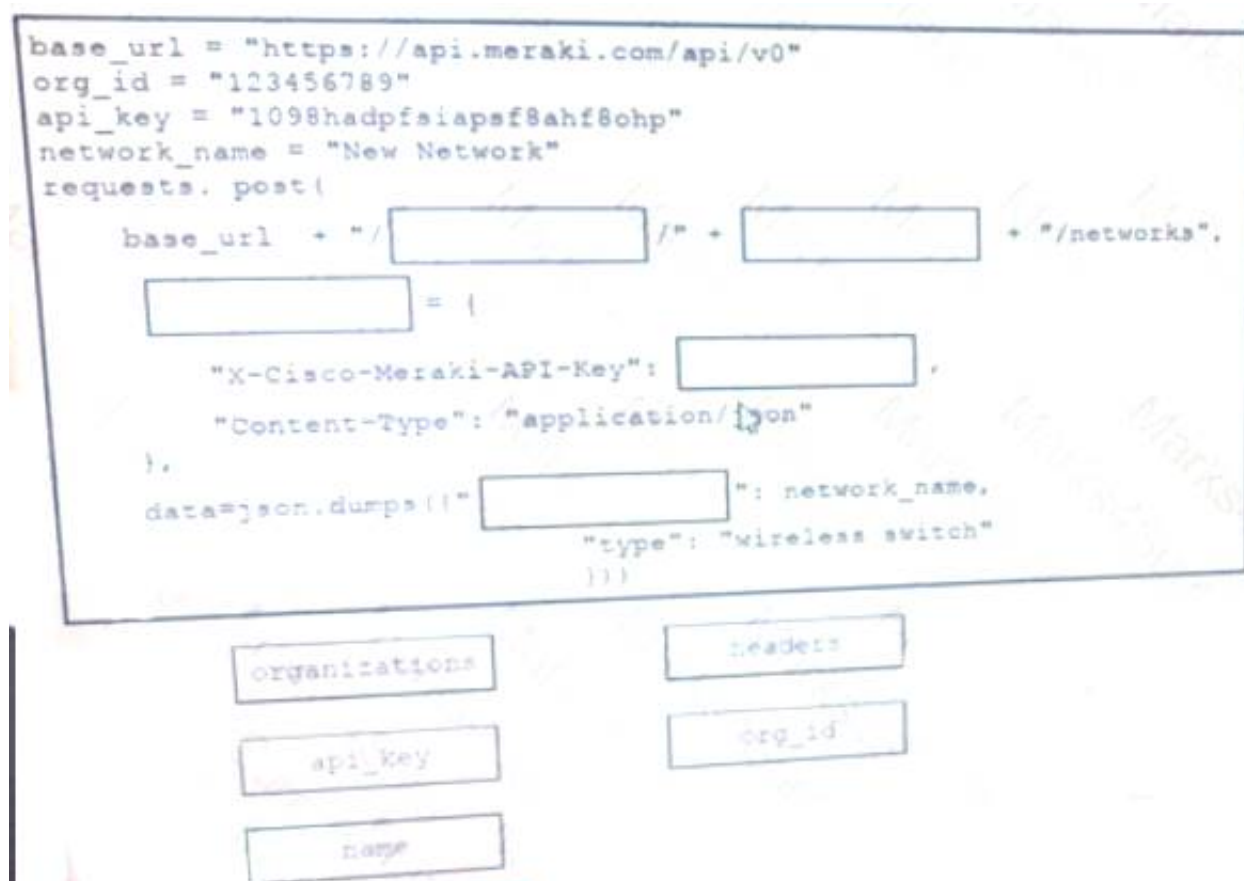 base_url = "https://api.meraki.com/api/v0"
org_id = "123456789"
api_key = "1098hadpfsiapsf8ahf8ohp"
network_name = "New Network"
requests. post(
base_url + "/ /" + + "/networks",
= {
"X-Cisco-Meraki-API-Key": ,
"Content-Type": "application/json"
},
data=json.dumps({" ": network_name,
"type": "wireless switch"
}))
organizations
headers
api_key
org_id
name